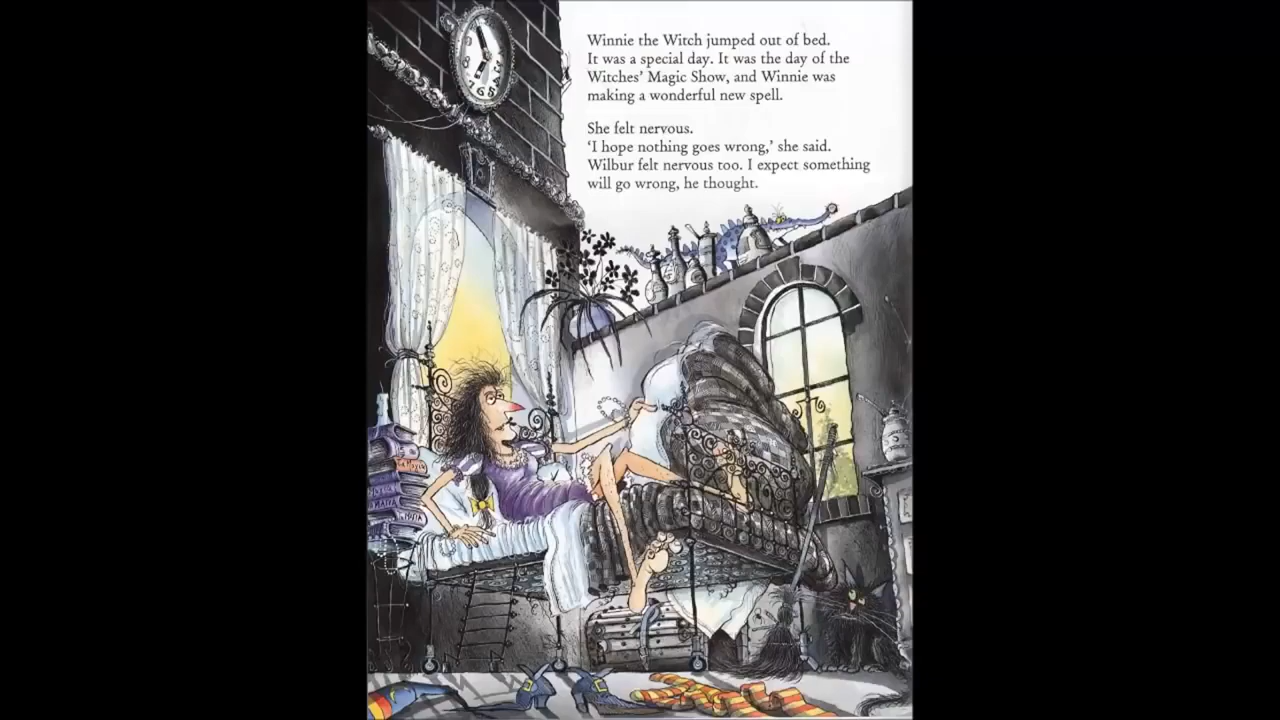 Winnie the Witch jumped out of bed.
It was a special day. It was the day of the
Witches' Magic Show, and Winnie was
making a wonderful new spell.
She felt nervous.
'I hope nothing goes wrong,' she said.
Wilbur felt nervous too. I expect something
will go wrong, he thought.